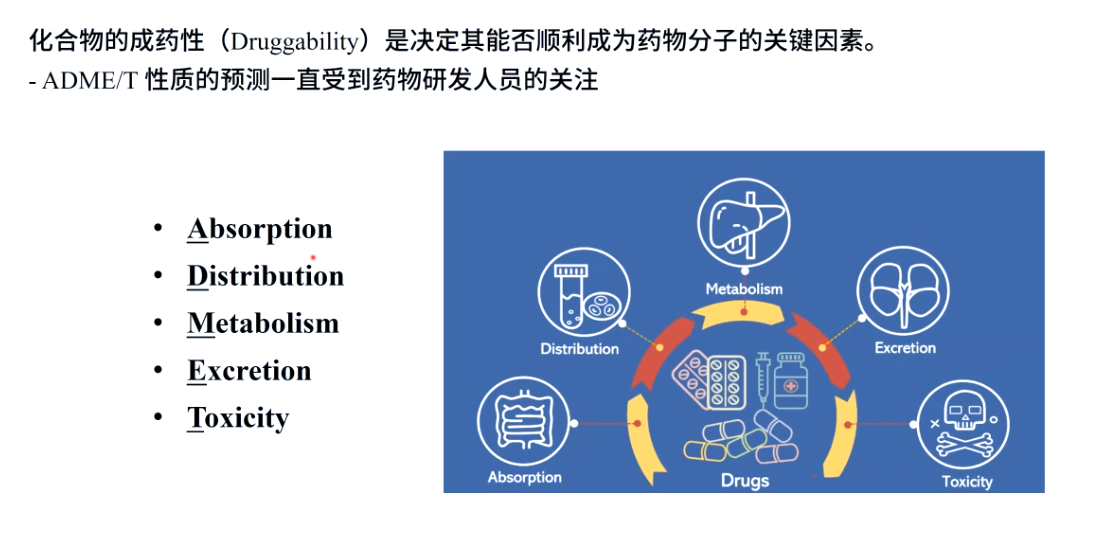 化合物的成药性（Druggability）是决定其能否顺利成为药物分子的关键因素。
- ADME/T 性质的预测一直受到药物研发人员的关注
• Absorption
• Distribution
• Metabolism
• Excretion
• Toxicity
Metabolism
Distribution
Excretion
Absorption
Drugs
Toxicity